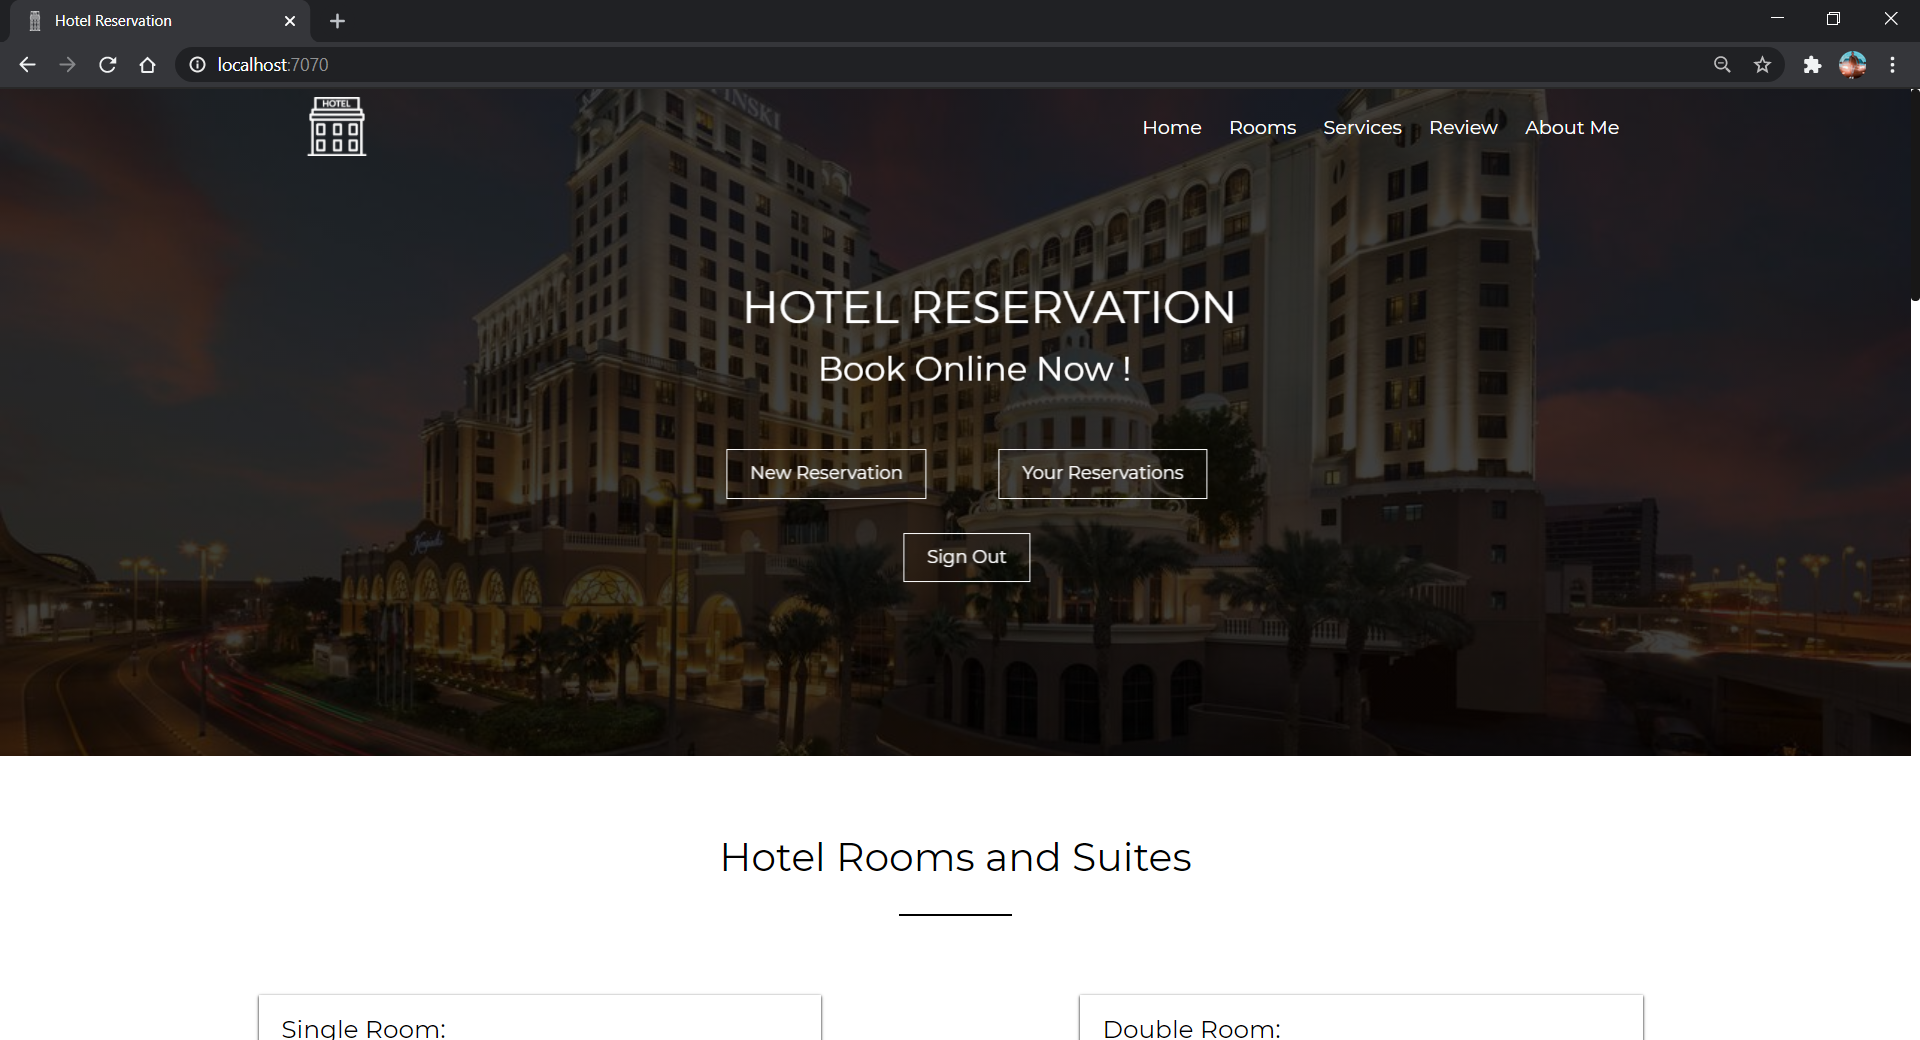 Hotel Reservation
localhost:7070
HOTEL
Home Rooms Services Review About Me
HOTEL RESERVATION
Book Online Now !
New Reservation Your Reservations
Sign Out
Hotel Rooms and Suites
Single Room: Double Room: